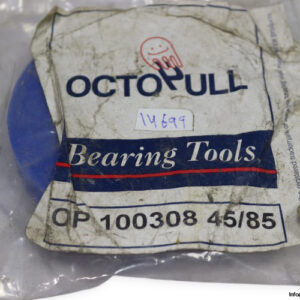 OCTOPULL
14699
Bearing Tools
OP 100308 45/85